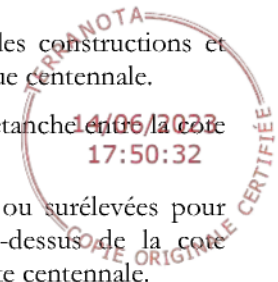 les constructions et
ue centennale.
étanche entre la cote
ou surélevées pour
-dessus de la cote
te centennale.
TERRANOTA
14/06/2023
17:50:32
COPIE ORIGINALE CERTIFIÉE